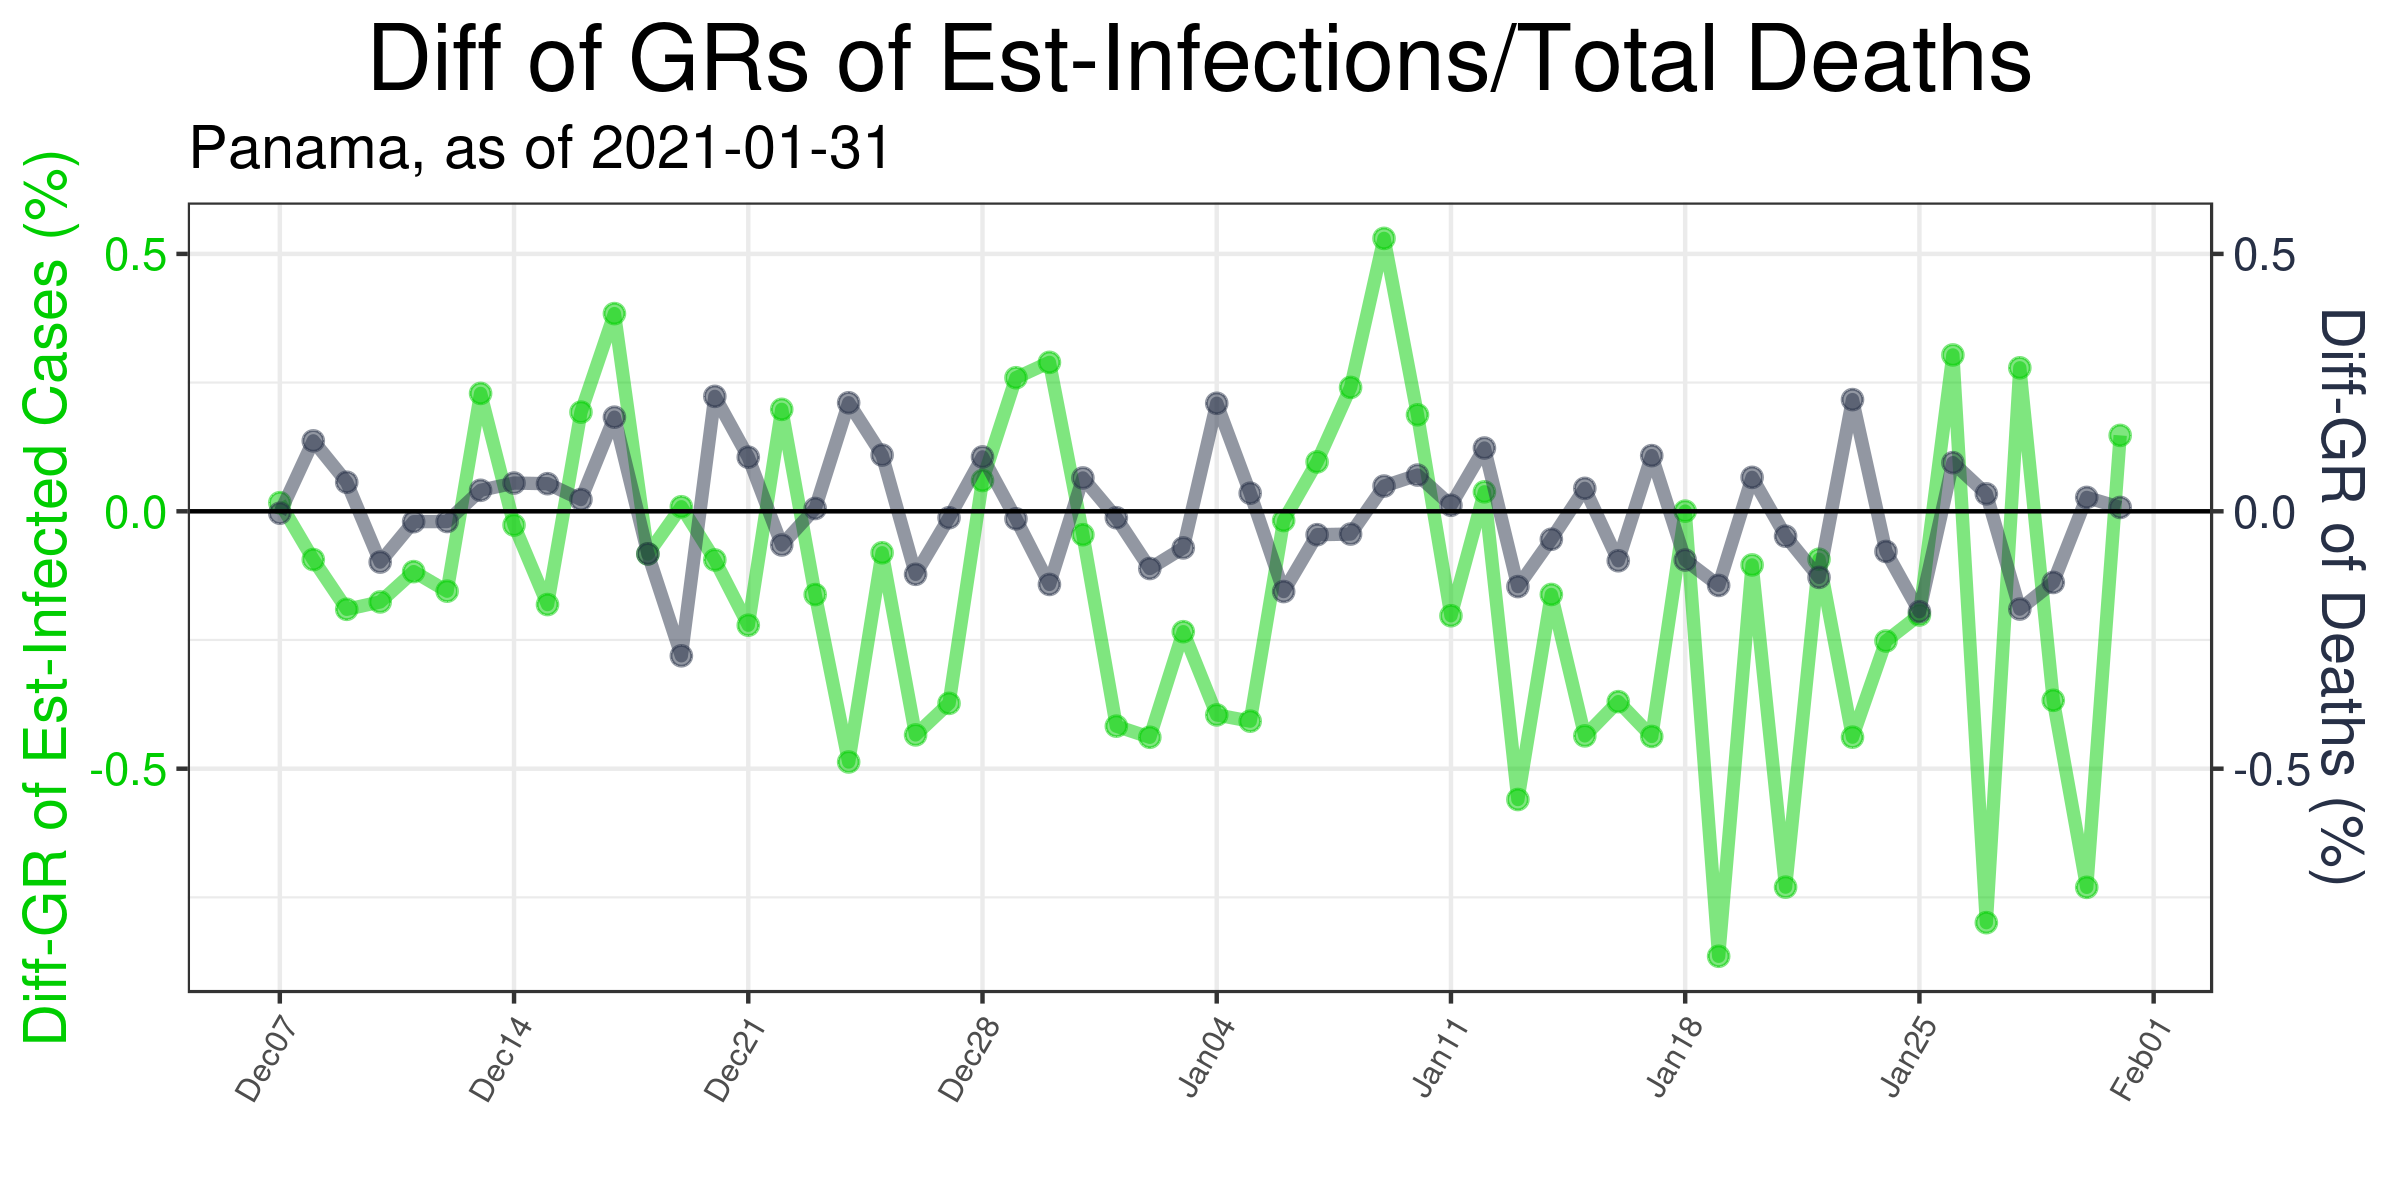 Diff of GRs of Est-Infections/Total Deaths
Panama, as of 2021-01-31
Diff-GR of Est-Infected Cases (%)
0.5
0.0
-0.5
0.5
0.0
-0.5
Diff-GR of Deaths (%)
Dec07
Dec14
Dec21
Dec28
Jan04
Jan11
Jan18
Jan25
Feb01